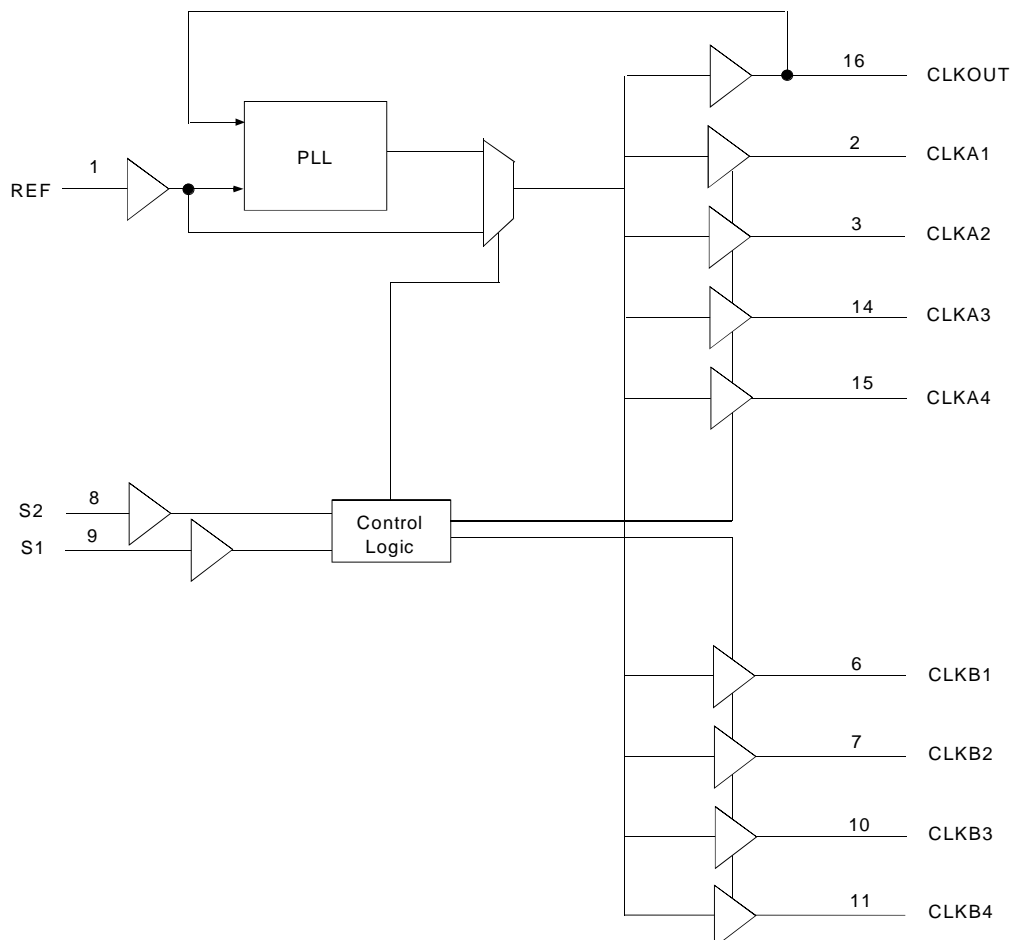 16 CLKOUT
PLL
1
REF
2 CLKA1
3 CLKA2
14 CLKA3
15 CLKA4
S2 8
S1 9
Control
Logic
6 CLKB1
7 CLKB2
10 CLKB3
11 CLKB4